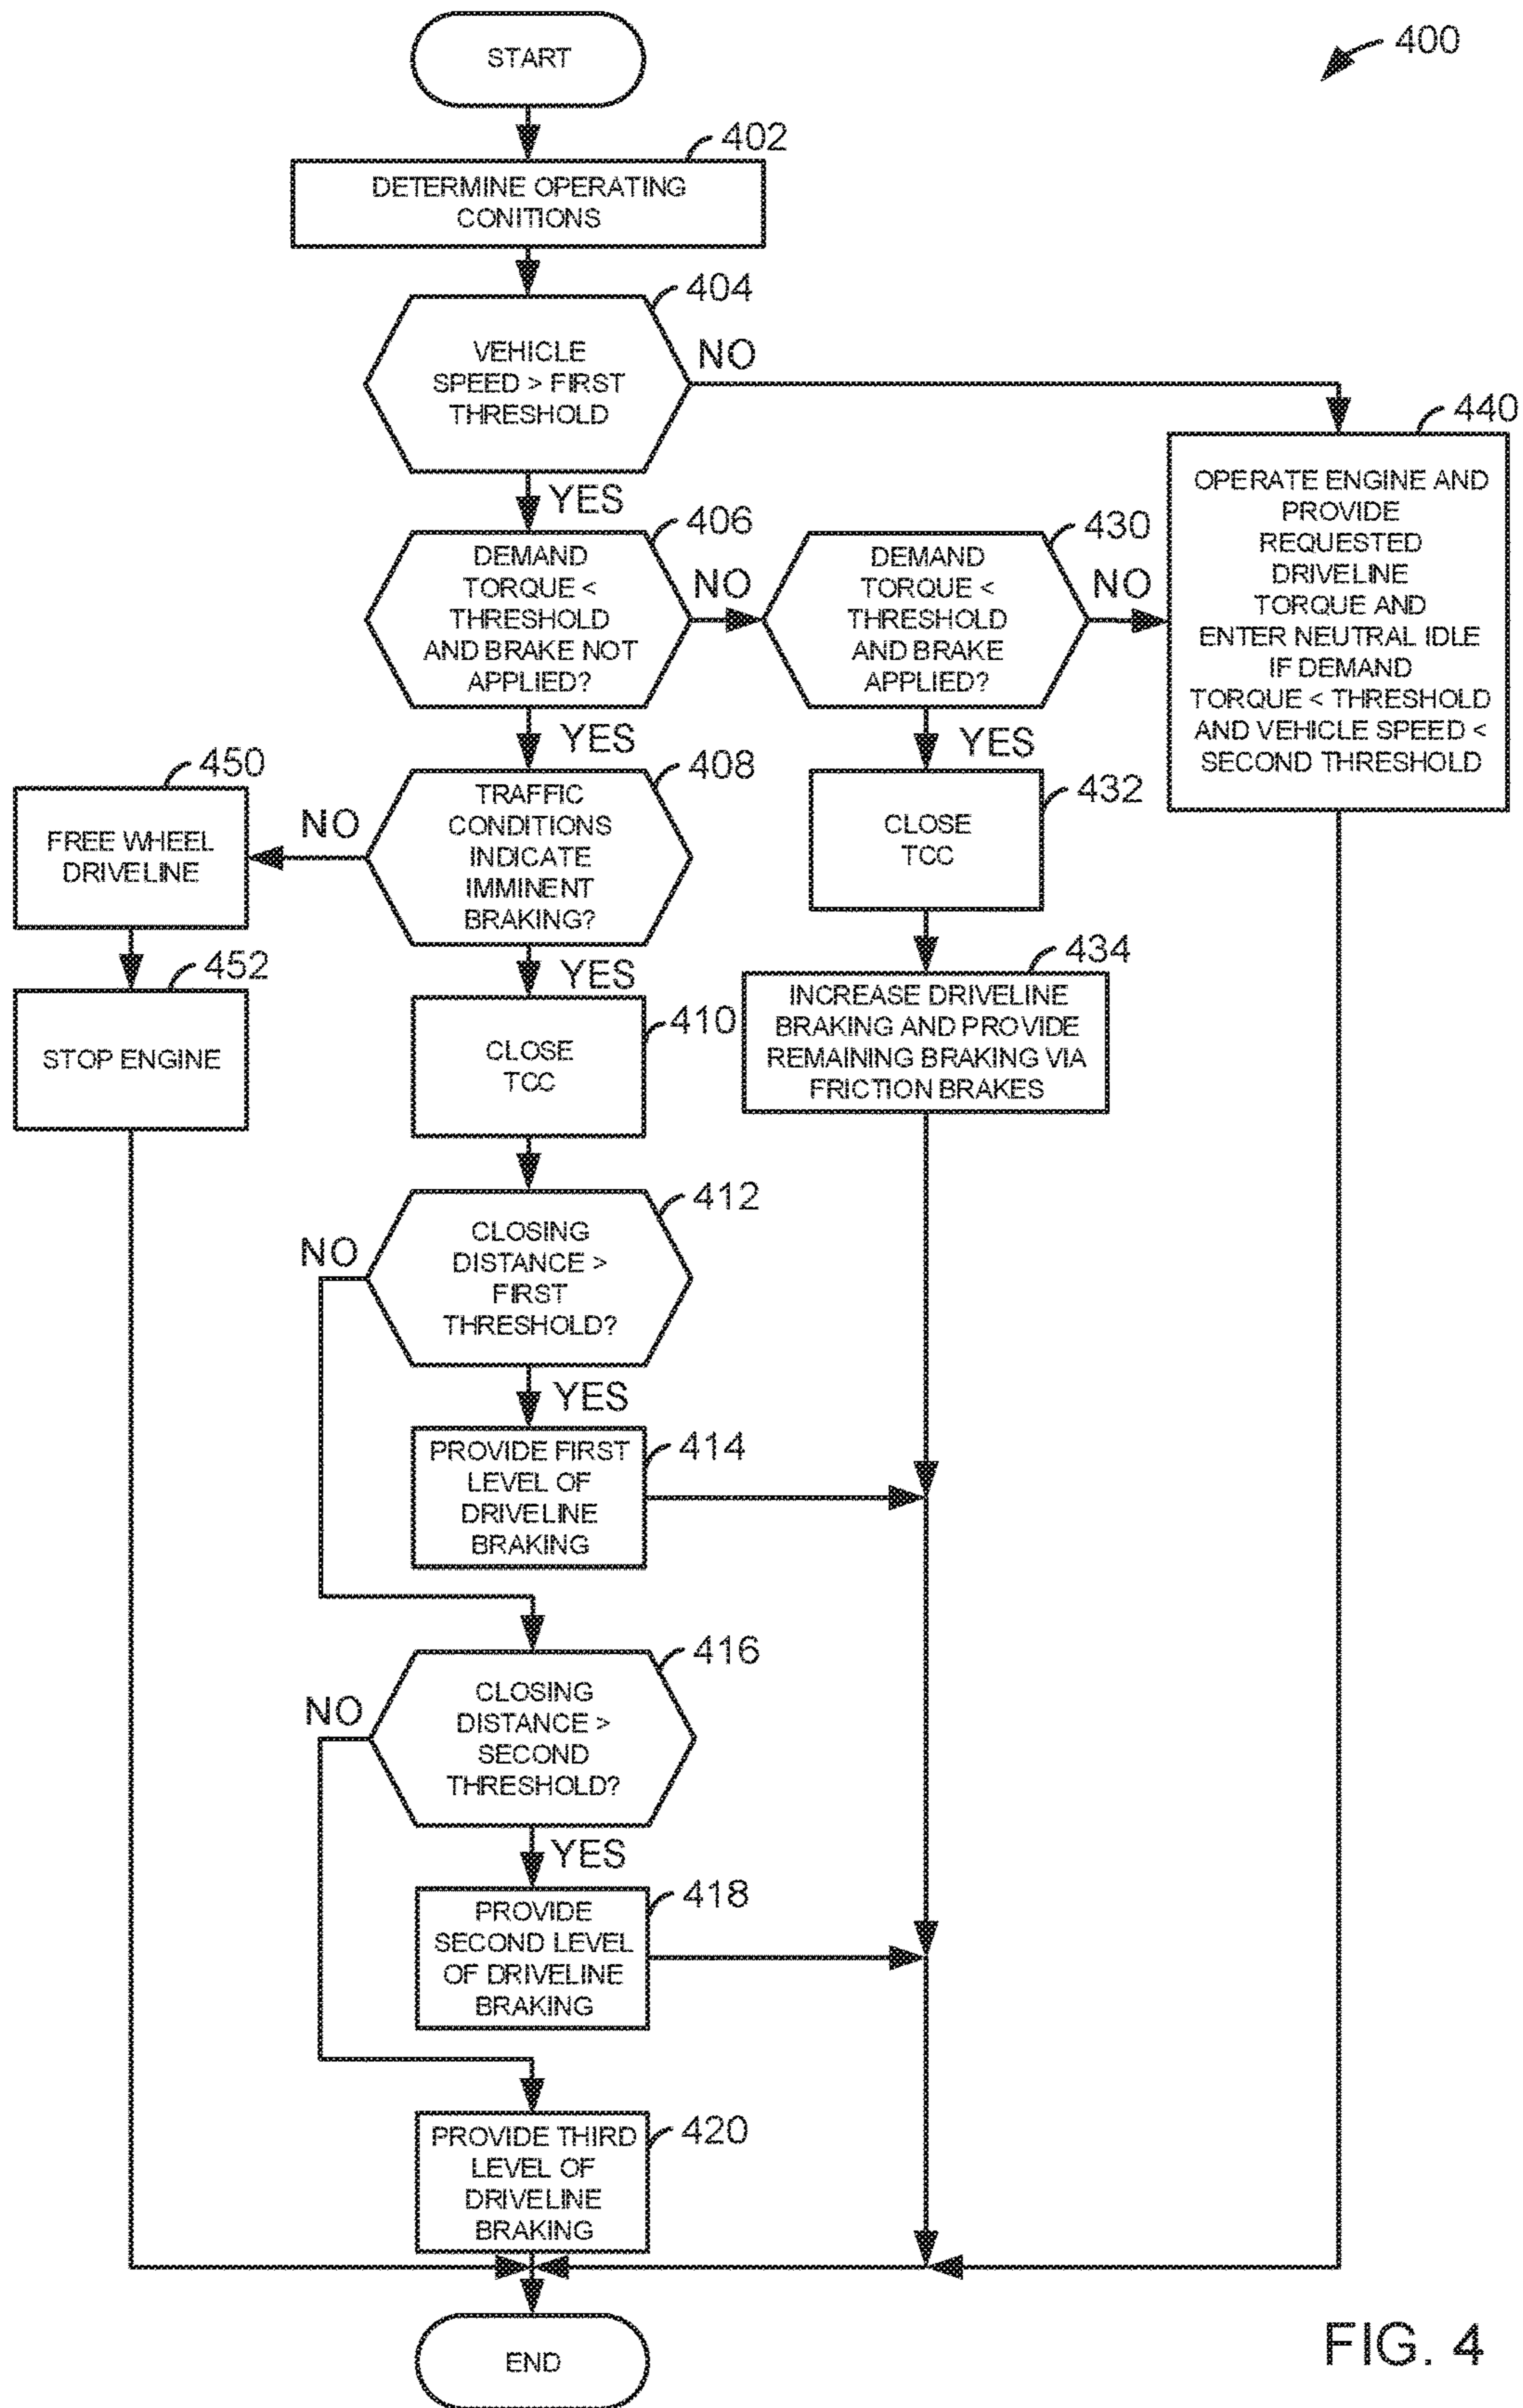 START
400
402
DETERMINE OPERATING
CONITIONS
404
VEHICLE
SPEED > FIRST
THRESHOLD
NO
YES
440
OPERATE ENGINE AND
PROVIDE
REQUESTED
DRIVELINE
TORQUE AND
ENTER NEUTRAL IDLE
IF DEMAND
TORQUE < THRESHOLD
AND VEHICLE SPEED <
SECOND THRESHOLD
406
DEMAND
TORQUE <
THRESHOLD
AND BRAKE NOT
APPLIED?
NO
YES
430
DEMAND
TORQUE <
THRESHOLD
AND BRAKE
APPLIED?
NO
YES
408
TRAFFIC
CONDITIONS
INDICATE
IMMINENT
BRAKING?
NO
YES
450
FREE WHEEL
DRIVELINE
452
STOP ENGINE
432
CLOSE
TCC
434
INCREASE DRIVELINE
BRAKING AND PROVIDE
REMAINING BRAKING VIA
FRICTION BRAKES
410
CLOSE
TCC
412
CLOSING
DISTANCE >
FIRST
THRESHOLD?
NO
YES
414
PROVIDE FIRST
LEVEL OF
DRIVELINE
BRAKING
416
CLOSING
DISTANCE >
SECOND
THRESHOLD?
NO
YES
418
PROVIDE
SECOND LEVEL
OF DRIVELINE
BRAKING
420
PROVIDE THIRD
LEVEL OF
DRIVELINE
BRAKING
END
FIG. 4